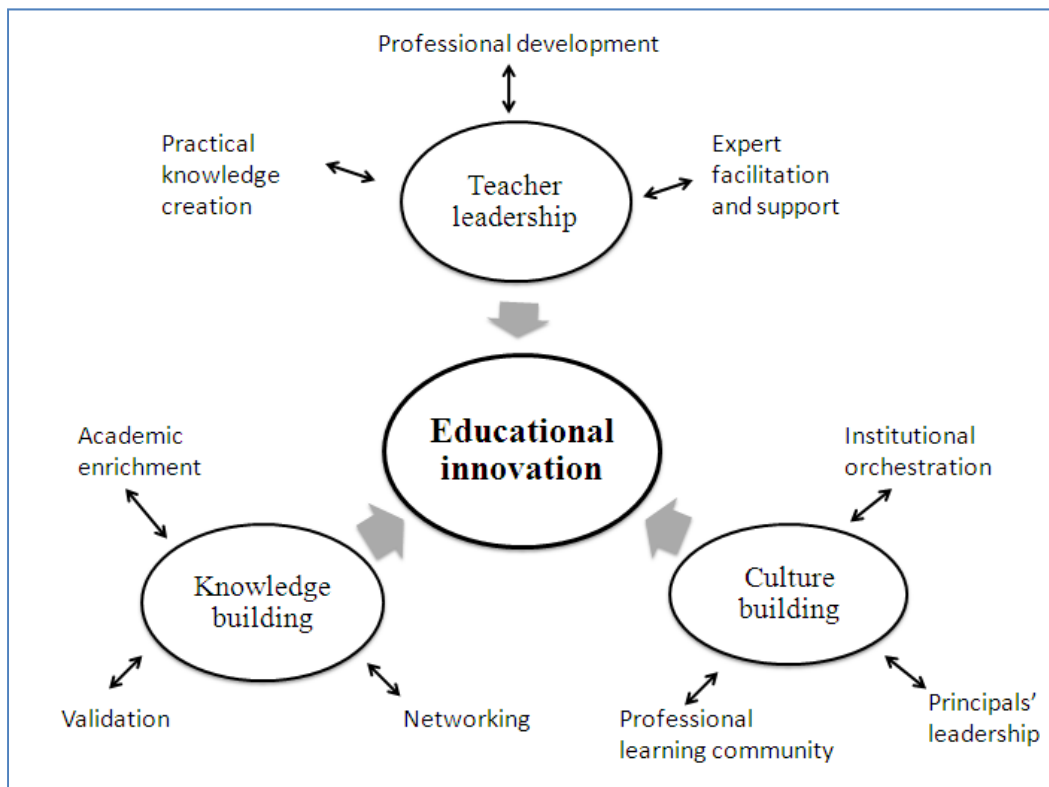 Professional development
Practical
knowledge
creation
Expert
facilitation
and support
Teacher
leadership
Educational
innovation
Academic
enrichment
Institutional
orchestration
Knowledge
building
Culture
building
Validation
Networking
Professional
learning community
Principals’
leadership